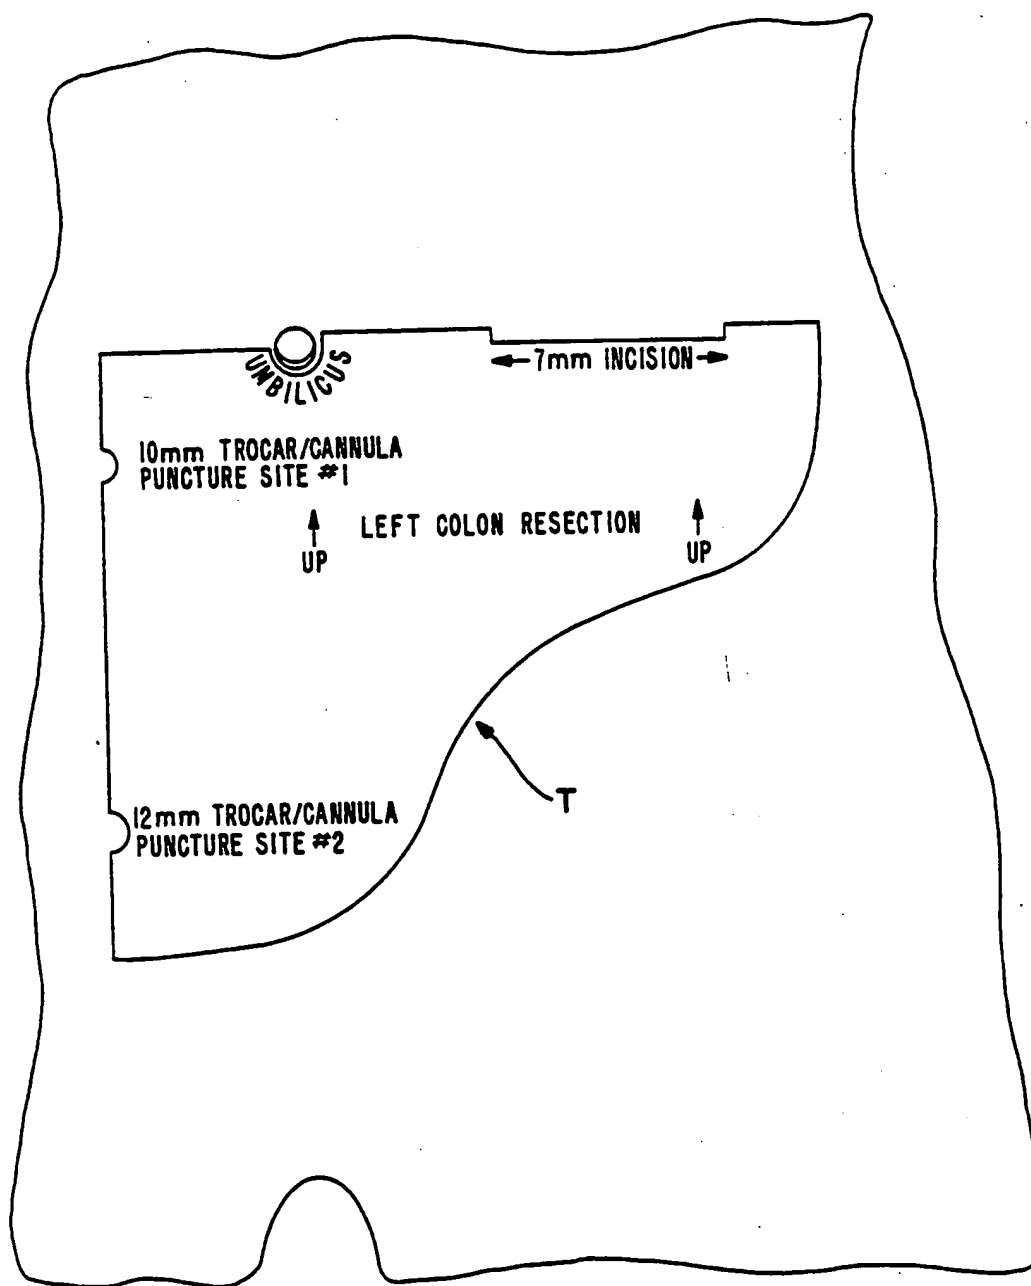 UMBILICUS
7mm INCISION
10mm TROCAR/CANNULA
PUNCTURE SITE #1
LEFT COLON RESECTION
UP
UP
T
12mm TROCAR/CANNULA
PUNCTURE SITE #2